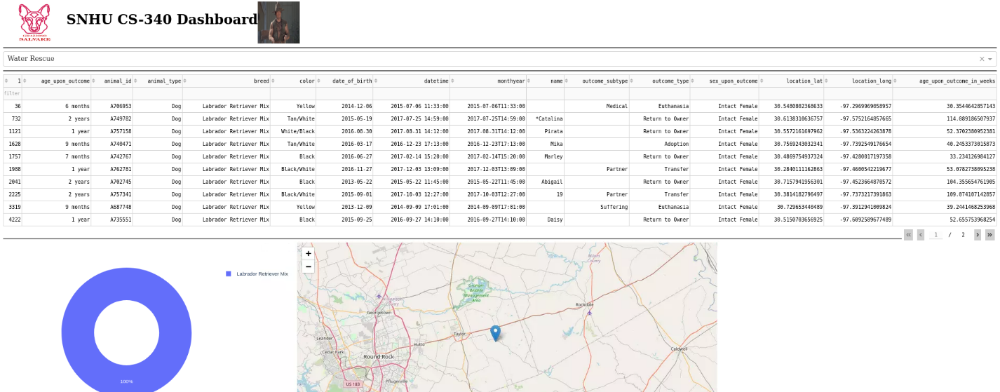 GRAZIOSO
SALVARE
SNHU CS-340 Dashboard
Water Rescue
1 age_upon_outcome animal_id animal_type breed color date_of_birth datetime monthyear name outcome_subtype outcome_type sex_upon_outcome location_lat location_long age_upon_outcome_in_weeks
filter
36 6 months A706953 Dog Labrador Retriever Mix Yellow 2014-12-06 2015-07-06 11:33:00 2015-07-06T11:33:00 Medical Euthanasia Intact Female 30.5480802368633 -97.2969969058957 30.3544642857143
732 2 years A749782 Dog Labrador Retriever Mix Tan/White 2015-05-19 2017-07-25 14:59:00 2017-07-25T14:59:00 *Catalina Return to Owner Intact Female 30.6138310636757 -97.5752164857665 114.089186507937
1121 1 year A757158 Dog Labrador Retriever Mix White/Black 2016-08-30 2017-08-31 14:12:00 2017-08-31T14:12:00 Pirata Return to Owner Intact Female 30.5572161697962 -97.5363224263878 52.3702380952381
1628 9 months A740471 Dog Labrador Retriever Mix Tan/White 2016-03-17 2016-12-23 17:13:00 2016-12-23T17:13:00 Mika Adoption Intact Female 30.7569243032341 -97.7392549176654 40.2453373015873
1757 7 months A742767 Dog Labrador Retriever Mix Black 2016-06-27 2017-02-14 15:20:00 2017-02-14T15:20:00 Marley Return to Owner Intact Female 30.4869754937324 -97.4280017197358 33.234126984127
1988 1 year A762781 Dog Labrador Retriever Mix Black/White 2016-11-27 2017-12-03 13:09:00 2017-12-03T13:09:00 Partner Transfer Intact Female 30.2840111162863 -97.4600542219677 53.0782738095238
2041 2 years A702745 Dog Labrador Retriever Mix Black 2013-05-22 2015-05-22 11:45:00 2015-05-22T11:45:00 Abigail Return to Owner Intact Female 30.7157941956301 -97.4523664870572 104.355654761905
2225 2 years A757341 Dog Labrador Retriever Mix Black/White 2015-09-01 2017-10-03 12:27:00 2017-10-03T12:27:00 19 Partner Transfer Intact Female 30.3814182796497 -97.7373217391863 109.074107142857
3319 9 months A687748 Dog Labrador Retriever Mix Yellow 2013-12-09 2014-09-09 17:01:00 2014-09-09T17:01:00 Suffering Euthanasia Intact Female 30.729653440489 -97.3912941009824 39.2441468253968
4222 1 year A735551 Dog Labrador Retriever Mix Black 2015-09-25 2016-09-27 14:10:00 2016-09-27T14:10:00 Daisy Return to Owner Intact Female 30.5150703656925 -97.6092589677489 52.655753968254
1 / 2
Labrador Retriever Mix
100%
+
−
Milam
County
Granger
Wildlife
Management
Area
Williamson
County
Rockdale
Georgetown
Taylor
Leander
Hutto
Caldwell
Cedar Park
Round Rock
Pflugerville
US 183
Elgin